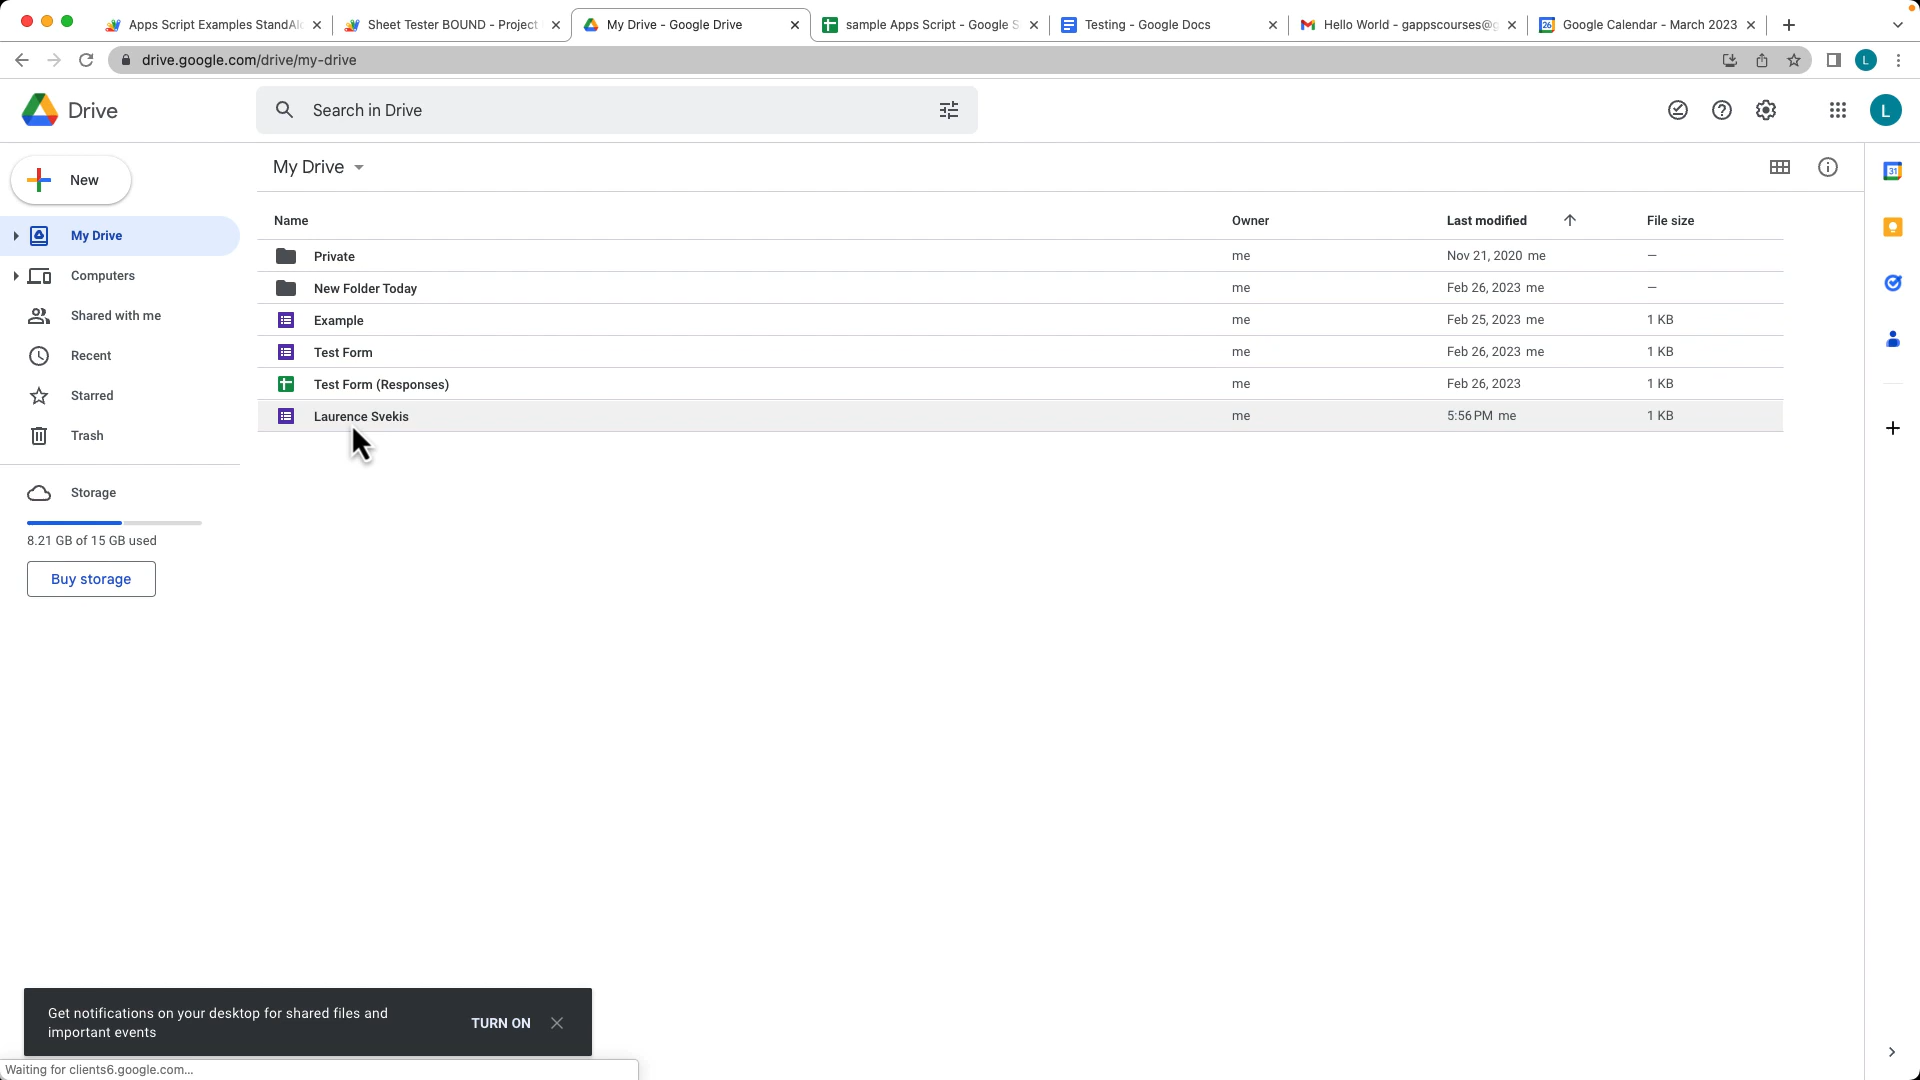 Apps Script Examples StandAl
Sheet Tester BOUND - Project
My Drive - Google Drive
sample Apps Script - Google S
Testing - Google Docs
Hello World - gappscourses@g
Google Calendar - March 2023
drive.google.com/drive/my-drive
L
Drive
Search in Drive
L
New
My Drive
Name
Owner
Last modified
File size
My Drive
Computers
Shared with me
Recent
Starred
Trash
Storage
8.21 GB of 15 GB used
Buy storage
Private me Nov 21, 2020 me –
New Folder Today me Feb 26, 2023 me –
Example me Feb 25, 2023 me 1 KB
Test Form me Feb 26, 2023 me 1 KB
Test Form (Responses) me Feb 26, 2023 1 KB
Laurence Svekis me 5:56 PM me 1 KB
31
Get notifications on your desktop for shared files and
important events
TURN ON
Waiting for clients6.google.com...